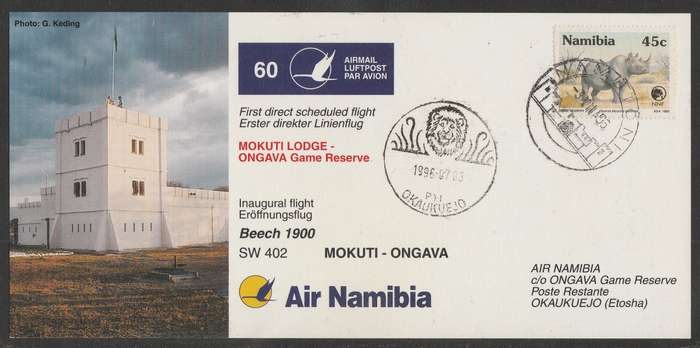 Photo: G. Keding
60
AIRMAIL
LUFTPOST
PAR AVION
Namibia 45c
First direct scheduled flight
Erster direkter Linienflug
MOKUTI LODGE -
ONGAVA Game Reserve
1996-07-03
OKAUKUEJO
Inaugural flight
Eröffnungsflug
Beech 1900
SW 402 MOKUTI - ONGAVA
Air Namibia
AIR NAMIBIA
c/o ONGAVA Game Reserve
Poste Restante
OKAUKUEJO (Etosha)